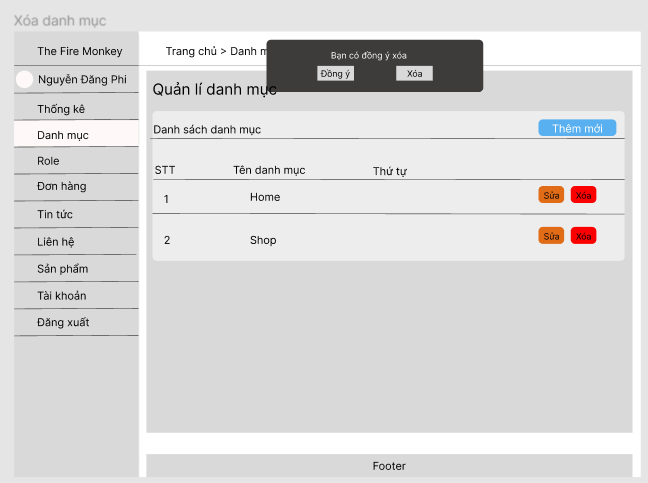 Xóa danh mục
The Fire Monkey
Trang chủ > Danh m
Bạn có đồng ý xóa
Đồng ý
Xóa
Nguyễn Đăng Phi
Thống kê
Danh mục
Role
Đơn hàng
Tin tức
Liên hệ
Sản phẩm
Tài khoản
Đăng xuất
Quản lí danh mục
Danh sách danh mục
Thêm mới
STT Tên danh mục Thứ tự
1 Home Sửa Xóa
2 Shop Sửa Xóa
Footer